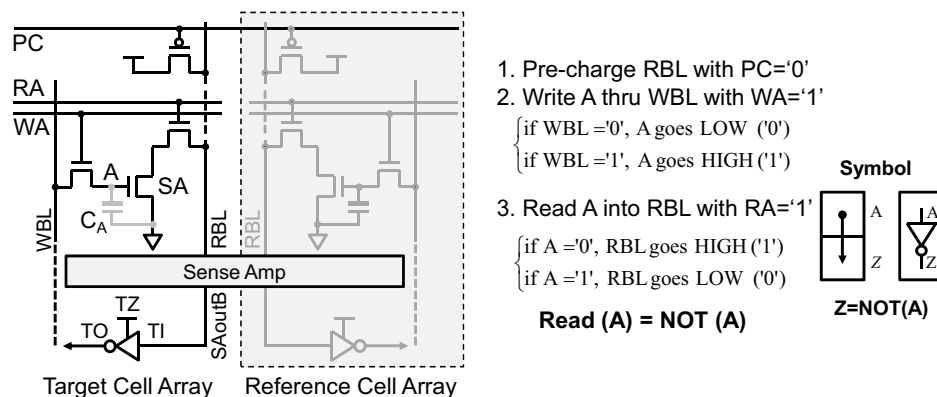 PC
RA
WA
A
SA
C_A
WBL
RBL
RBL
Sense Amp
TZ
TO
TI
SAoutB
Target Cell Array
Reference Cell Array
1. Pre-charge RBL with PC='0'
2. Write A thru WBL with WA='1'
if WBL ='0', A goes LOW ('0')
if WBL ='1', A goes HIGH ('1')
3. Read A into RBL with RA='1'
if A ='0', RBL goes HIGH ('1')
if A ='1', RBL goes LOW ('0')
Read (A) = NOT (A)
Symbol
A
Z
A
Z
Z=NOT(A)